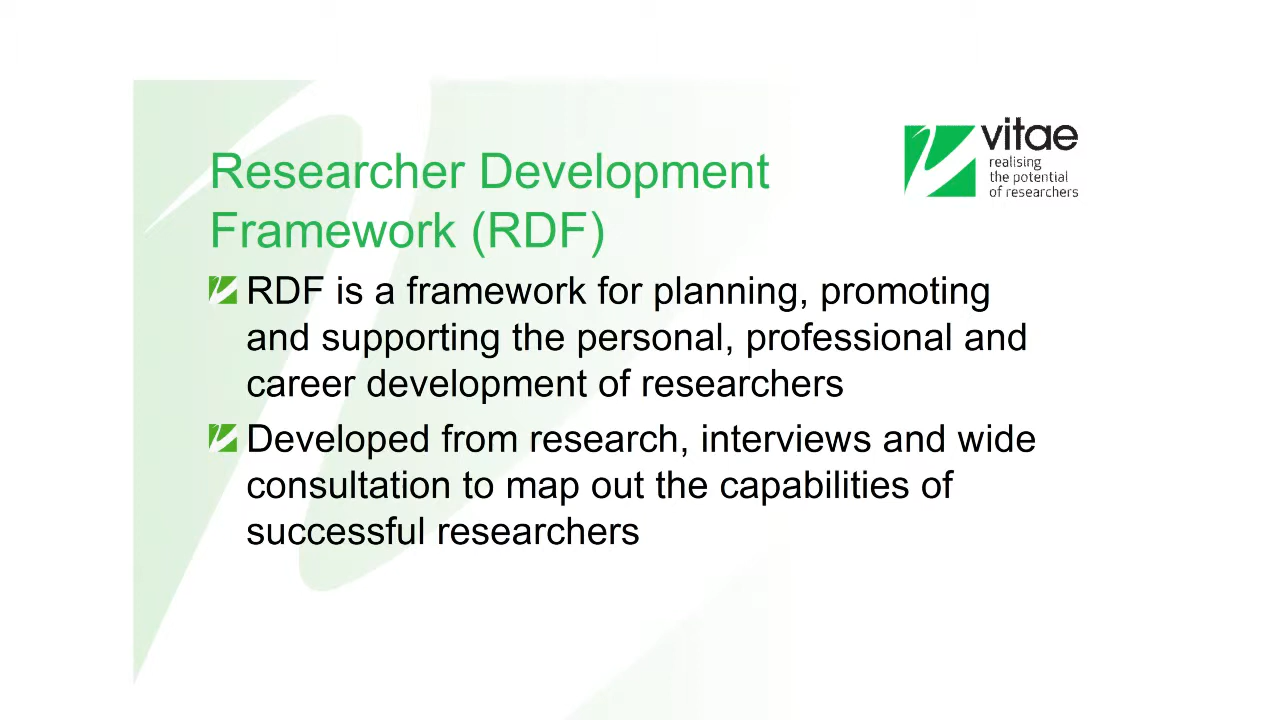 Researcher Development
Framework (RDF)
vitae
realising
the potential
of researchers
RDF is a framework for planning, promoting
and supporting the personal, professional and
career development of researchers
Developed from research, interviews and wide
consultation to map out the capabilities of
successful researchers